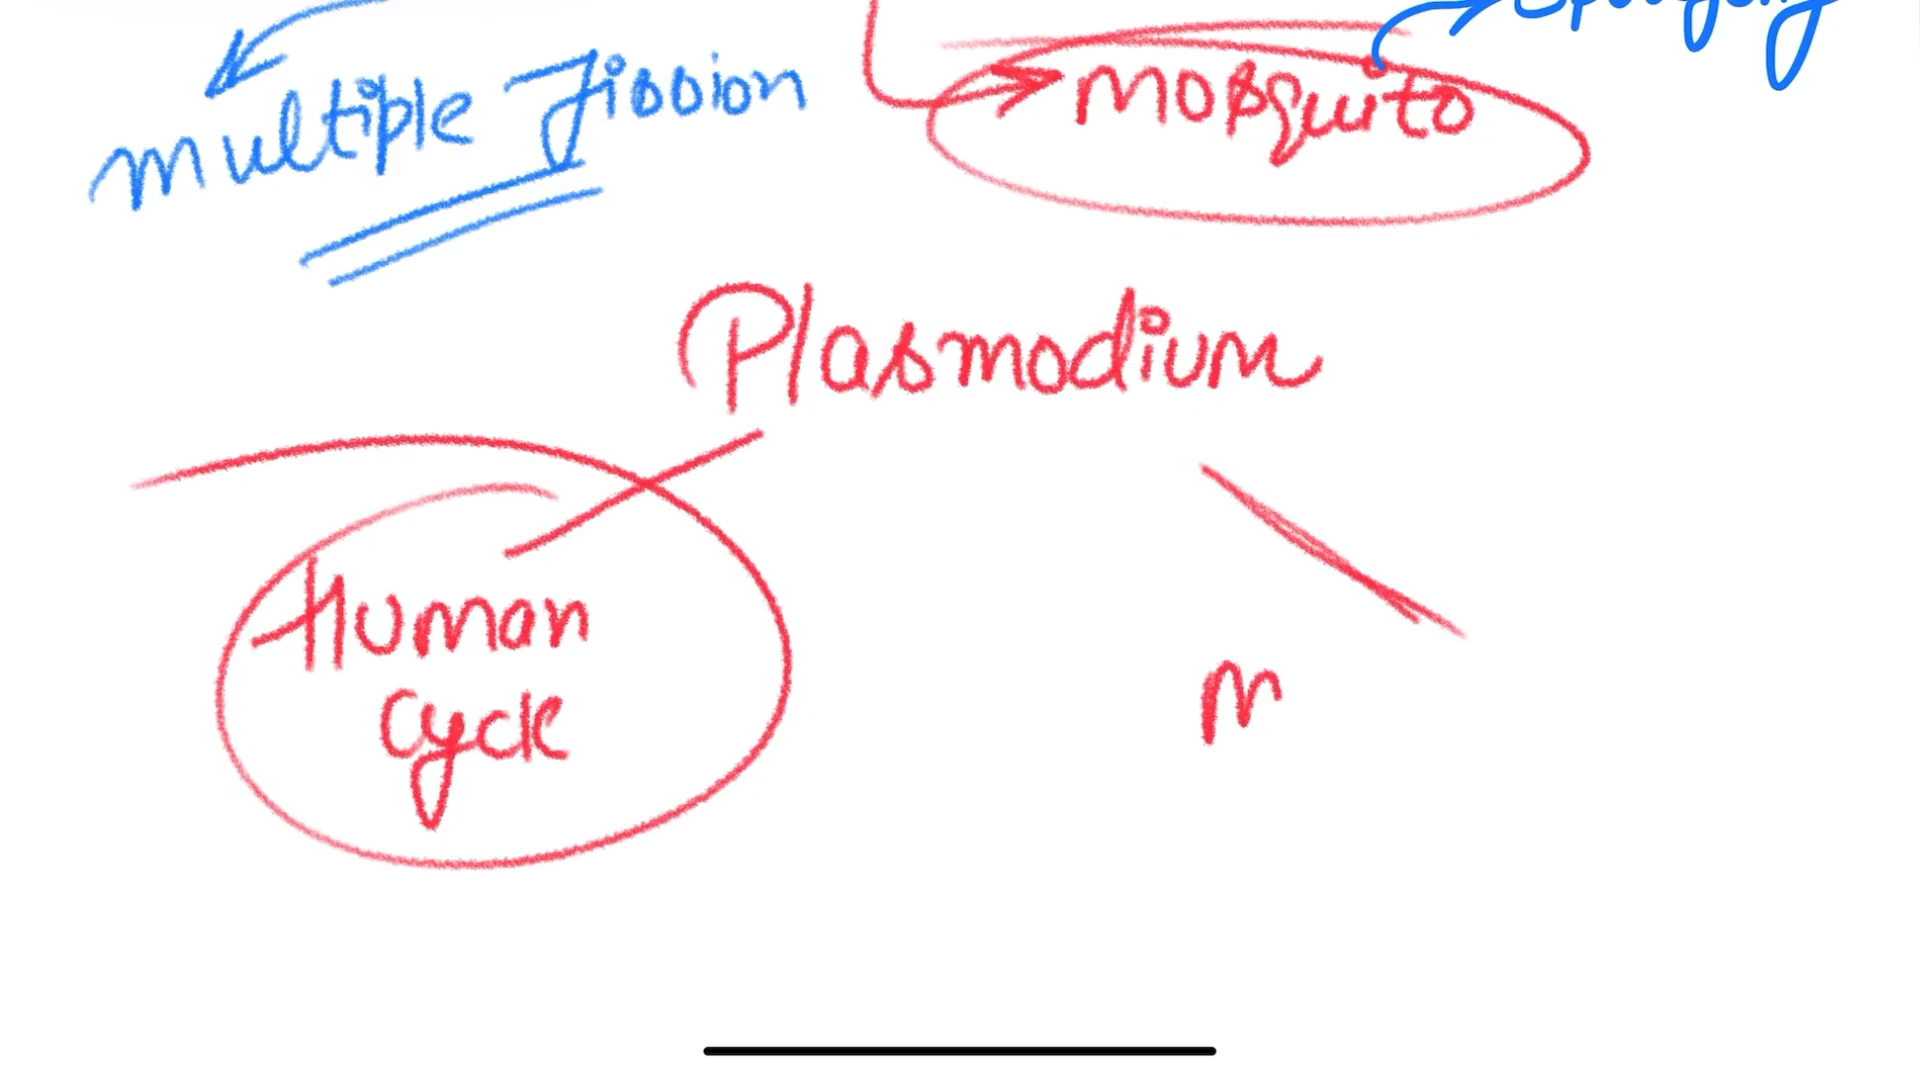 multiple fission
mosquito
Plasmodium
Human
cycle
M